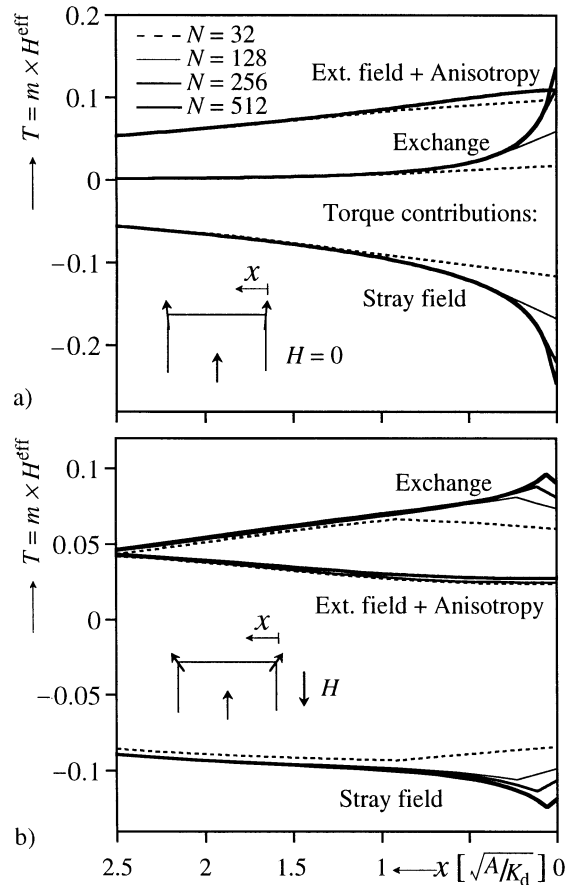 0.2
0.1
0
−0.1
−0.2
T = m × H^eff
N = 32
N = 128
N = 256
N = 512
Ext. field + Anisotropy
Exchange
Torque contributions:
Stray field
x
H = 0
a)
0.1
0.05
0
−0.05
−0.1
T = m × H^eff
Exchange
Ext. field + Anisotropy
x
H
Stray field
b)
2.5 2 1.5 1 x [√A/K_d] 0